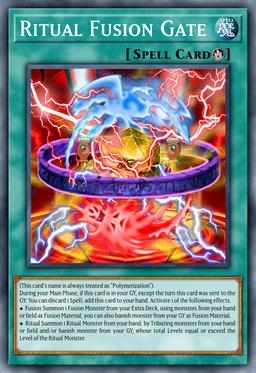 RITUAL FUSION GATE
SPELL
[SPELL CARD]
(This card's name is always treated as "Polymerization").
During your Main Phase, if this card is in your GY, except the turn this card was sent to the
GY: You can discard 1 Spell; add this card to your hand. Activate 1 of the following effects.
● Fusion Summon 1 Fusion Monster from your Extra Deck, using monsters from your hand
or field as Fusion Material, you can also banish monster from your GY as Fusion Material.
● Ritual Summon 1 Ritual Monster from your hand, by Tributing monsters from your hand
or field and/or banish monster from your GY, whose total Levels equal or exceed the
Level of the Ritual Monster.